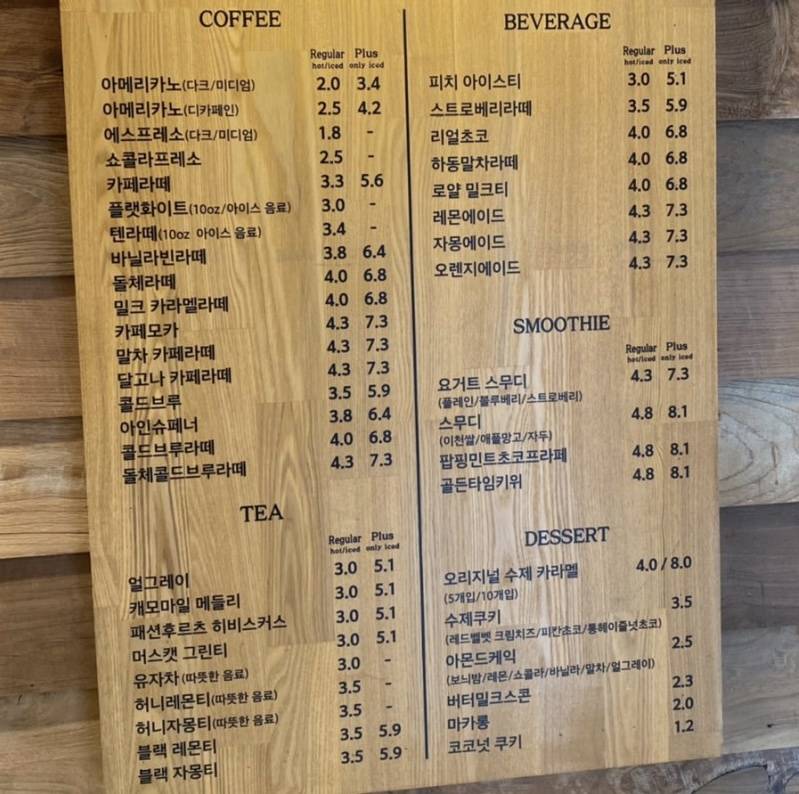 COFFEE
Regular Plus
hot/iced only iced
아메리카노(다크/미디엄) 2.0 3.4
아메리카노(디카페인) 2.5 4.2
에스프레소(다크/미디엄) 1.8 -
쇼콜라프레소 2.5 -
카페라떼 3.3 5.6
플랫화이트(10oz/아이스 음료) 3.0 -
텐라떼(10oz 아이스 음료) 3.4 -
바닐라빈라떼 3.8 6.4
돌체라떼 4.0 6.8
밀크 카라멜라떼 4.0 6.8
카페모카 4.3 7.3
말차 카페라떼 4.3 7.3
달고나 카페라떼 4.3 7.3
콜드브루 3.5 5.9
아인슈페너 3.8 6.4
콜드브루라떼 4.0 6.8
돌체콜드브루라떼 4.3 7.3
TEA
Regular Plus
hot/iced only iced
얼그레이 3.0 5.1
캐모마일 메들리 3.0 5.1
패션후르츠 히비스커스 3.0 5.1
머스캣 그린티 3.0 5.1
유자차 (따뜻한 음료) 3.0 -
허니레몬티(따뜻한 음료) 3.5 -
허니자몽티(따뜻한 음료) 3.5 -
블랙 레몬티 3.5 5.9
블랙 자몽티 3.5 5.9
BEVERAGE
Regular Plus
hot/iced only iced
피치 아이스티 3.0 5.1
스트로베리라떼 3.5 5.9
리얼초코 4.0 6.8
하동말차라떼 4.0 6.8
로얄 밀크티 4.0 6.8
레몬에이드 4.3 7.3
자몽에이드 4.3 7.3
오렌지에이드 4.3 7.3
SMOOTHIE
Regular Plus
hot/iced only iced
요거트 스무디 4.3 7.3
(플레인/블루베리/스트로베리)
스무디 4.8 8.1
(이천쌀/애플망고/자두)
팝핑민트초코프라페 4.8 8.1
골든타임키위 4.8 8.1
DESSERT
오리지널 수제 카라멜 4.0 / 8.0
(5개입/10개입)
수제쿠키 3.5
(레드벨벳 크림치즈/피칸초코/통헤이즐넛초코)
아몬드케익 2.5
(보늬밤/레몬/쇼콜라/바닐라/말차/얼그레이)
버터밀크스콘 2.3
마카롱 2.0
코코넛 쿠키 1.2